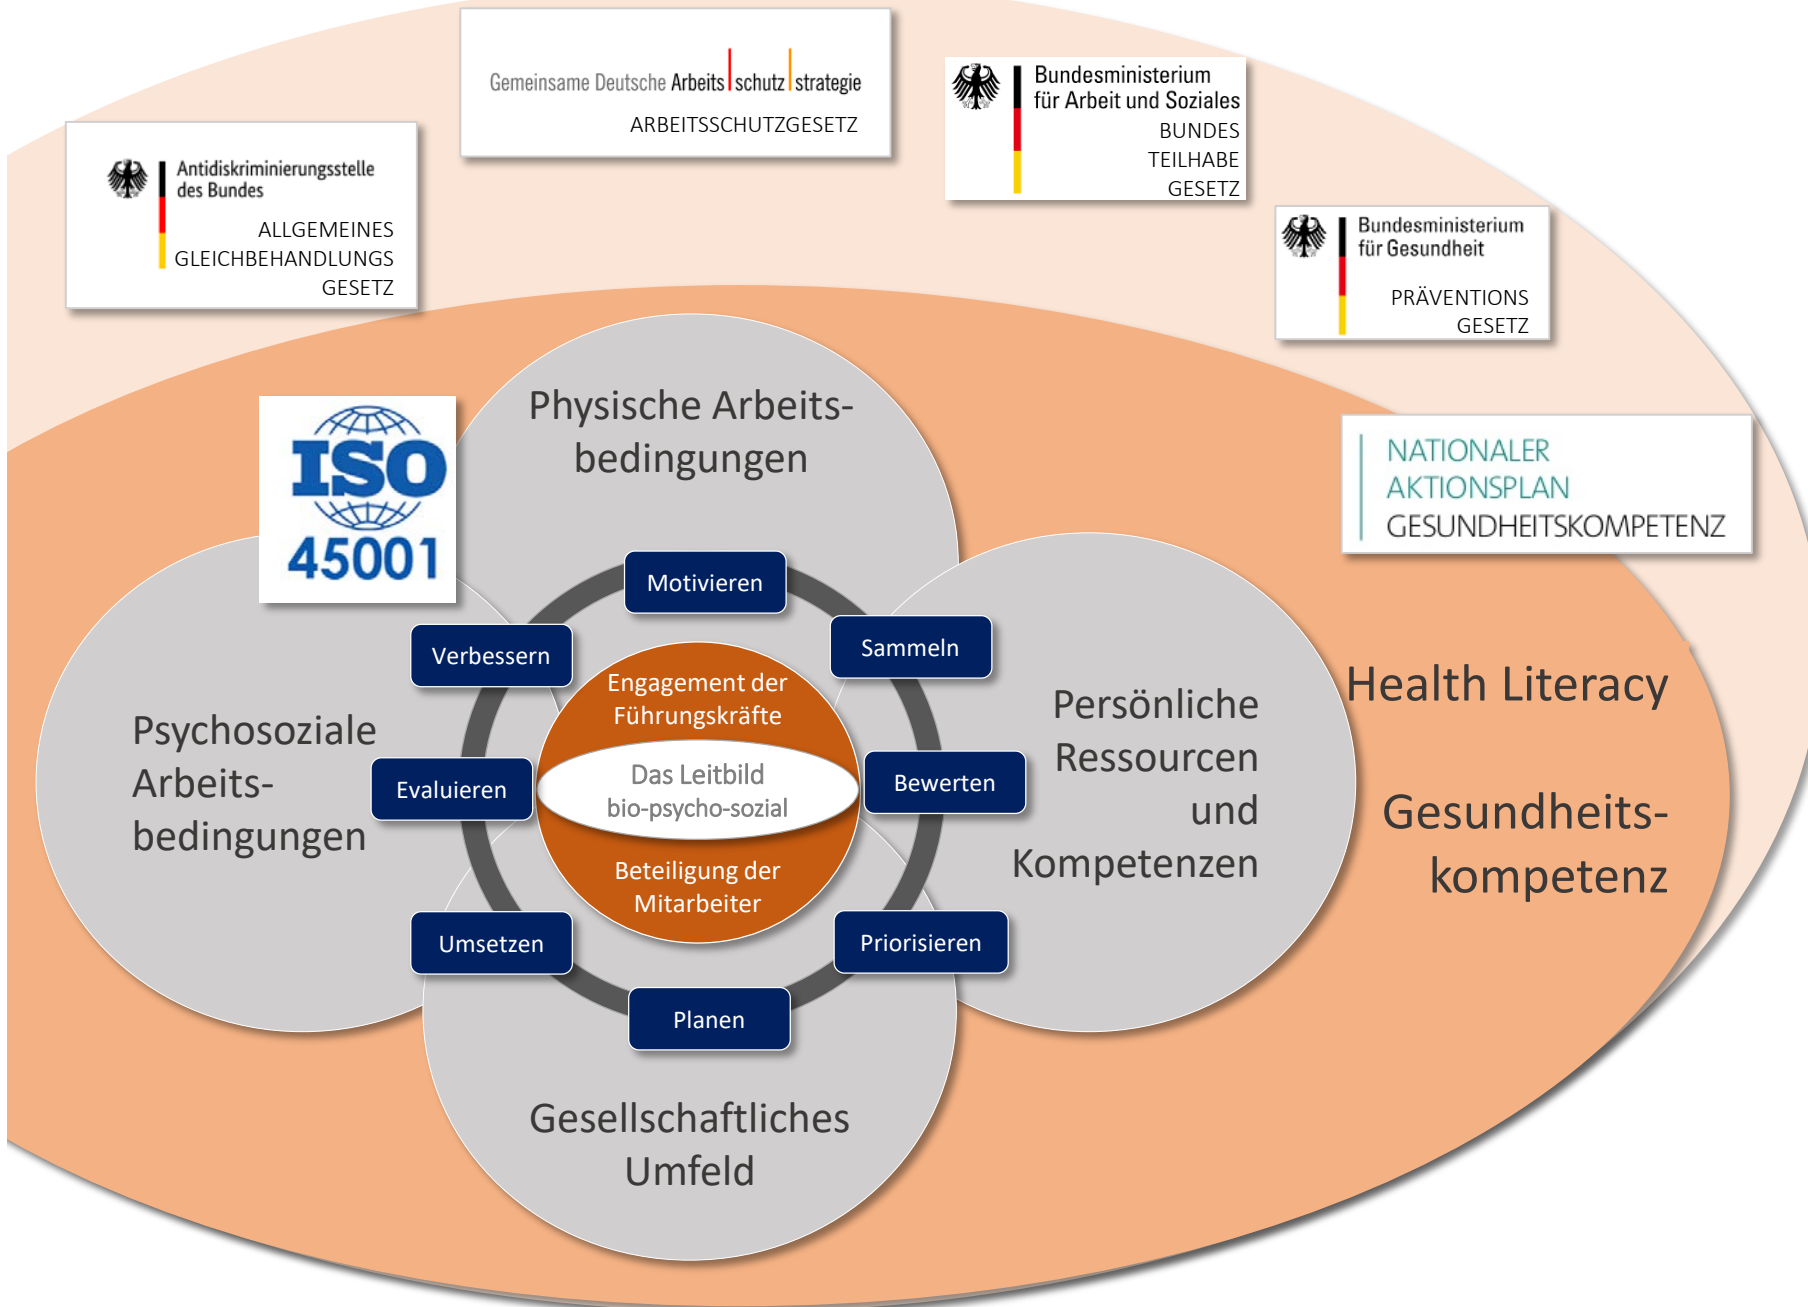 Gemeinsame Deutsche Arbeits schutz strategie
ARBEITSSCHUTZGESETZ
Bundesministerium
für Arbeit und Soziales
BUNDES
TEILHABE
GESETZ
Antidiskriminierungsstelle
des Bundes
ALLGEMEINES
GLEICHBEHANDLUNGS
GESETZ
Bundesministerium
für Gesundheit
PRÄVENTIONS
GESETZ
NATIONALER
AKTIONSPLAN
GESUNDHEITSKOMPETENZ
ISO
45001
Physische Arbeits-
bedingungen
Motivieren
Sammeln
Bewerten
Priorisieren
Planen
Umsetzen
Evaluieren
Verbessern
Engagement der
Führungskräfte
Das Leitbild
bio-psycho-sozial
Beteiligung der
Mitarbeiter
Psychosoziale
Arbeits-
bedingungen
Persönliche
Ressourcen
und
Kompetenzen
Health Literacy
Gesundheits-
kompetenz
Gesellschaftliches
Umfeld